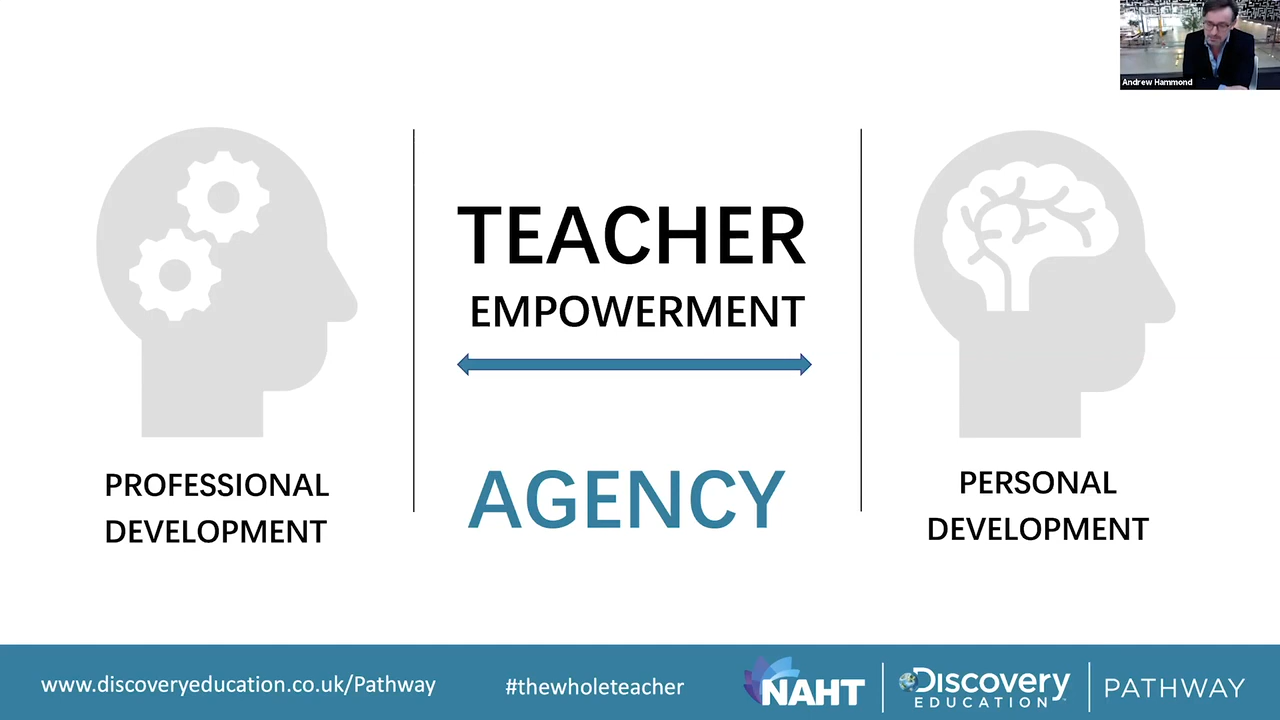 Andrew Hammond
TEACHER
EMPOWERMENT
AGENCY
PROFESSIONAL
DEVELOPMENT
PERSONAL
DEVELOPMENT
www.discoveryeducation.co.uk/Pathway
#thewholeteacher
NAHT
Discovery
EDUCATION
PATHWAY